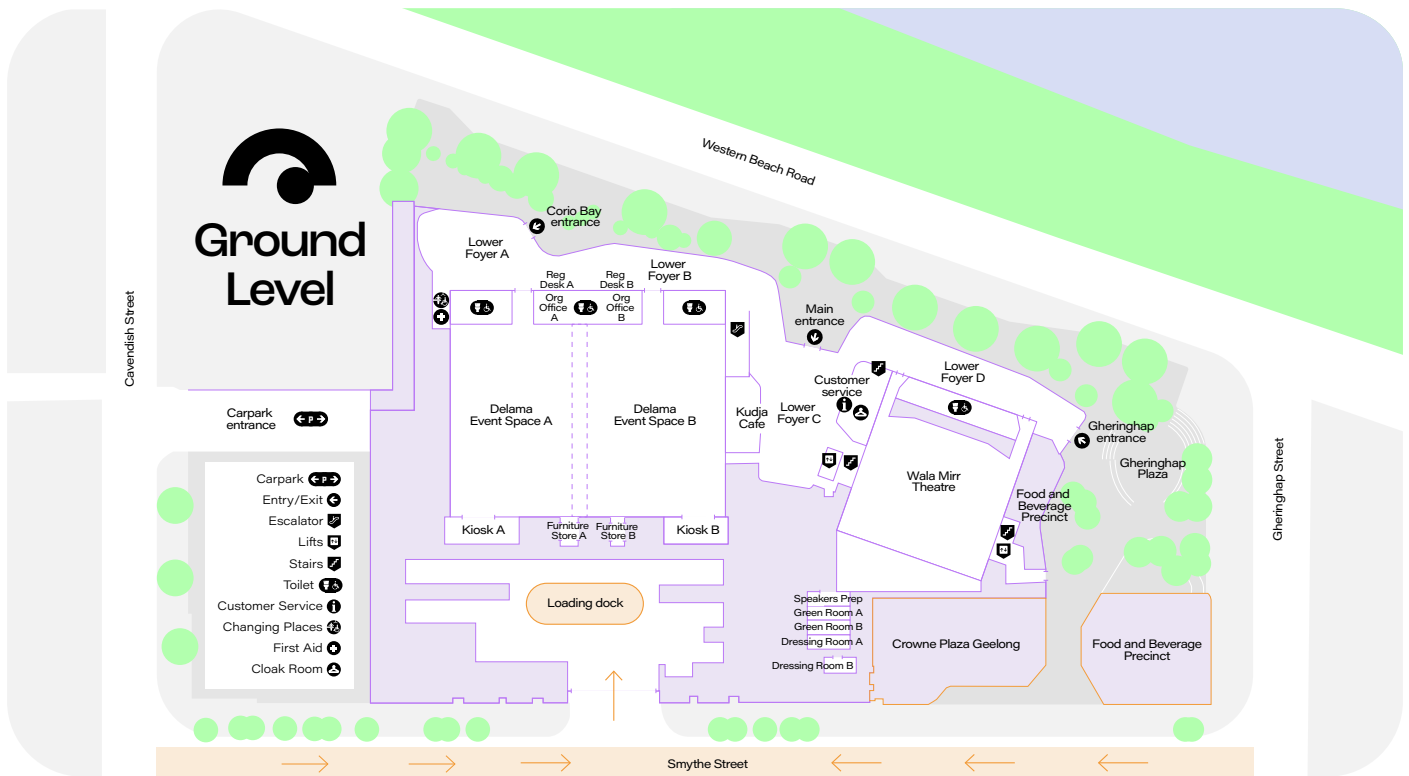 Ground
Level
Western Beach Road
Cavendish Street
Gheringhap Street
Smythe Street
Corio Bay
entrance
Lower
Foyer A
Lower
Foyer B
Reg
Desk A
Reg
Desk B
Org
Office
A
Org
Office
B
Main
entrance
Customer
service
Lower
Foyer D
Lower
Foyer C
Kudja
Cafe
Delama
Event Space A
Delama
Event Space B
Carpark
entrance
P
Gheringhap
entrance
Gheringhap
Plaza
Wala Mirr
Theatre
Food and
Beverage
Precinct
Kiosk A
Furniture
Store A
Furniture
Store B
Kiosk B
Loading dock
Speakers Prep
Green Room A
Green Room B
Dressing Room A
Dressing Room B
Crowne Plaza Geelong
Food and Beverage
Precinct
Carpark P
Entry/Exit
Escalator
Lifts
Stairs
Toilet
Customer Service
Changing Places
First Aid
Cloak Room